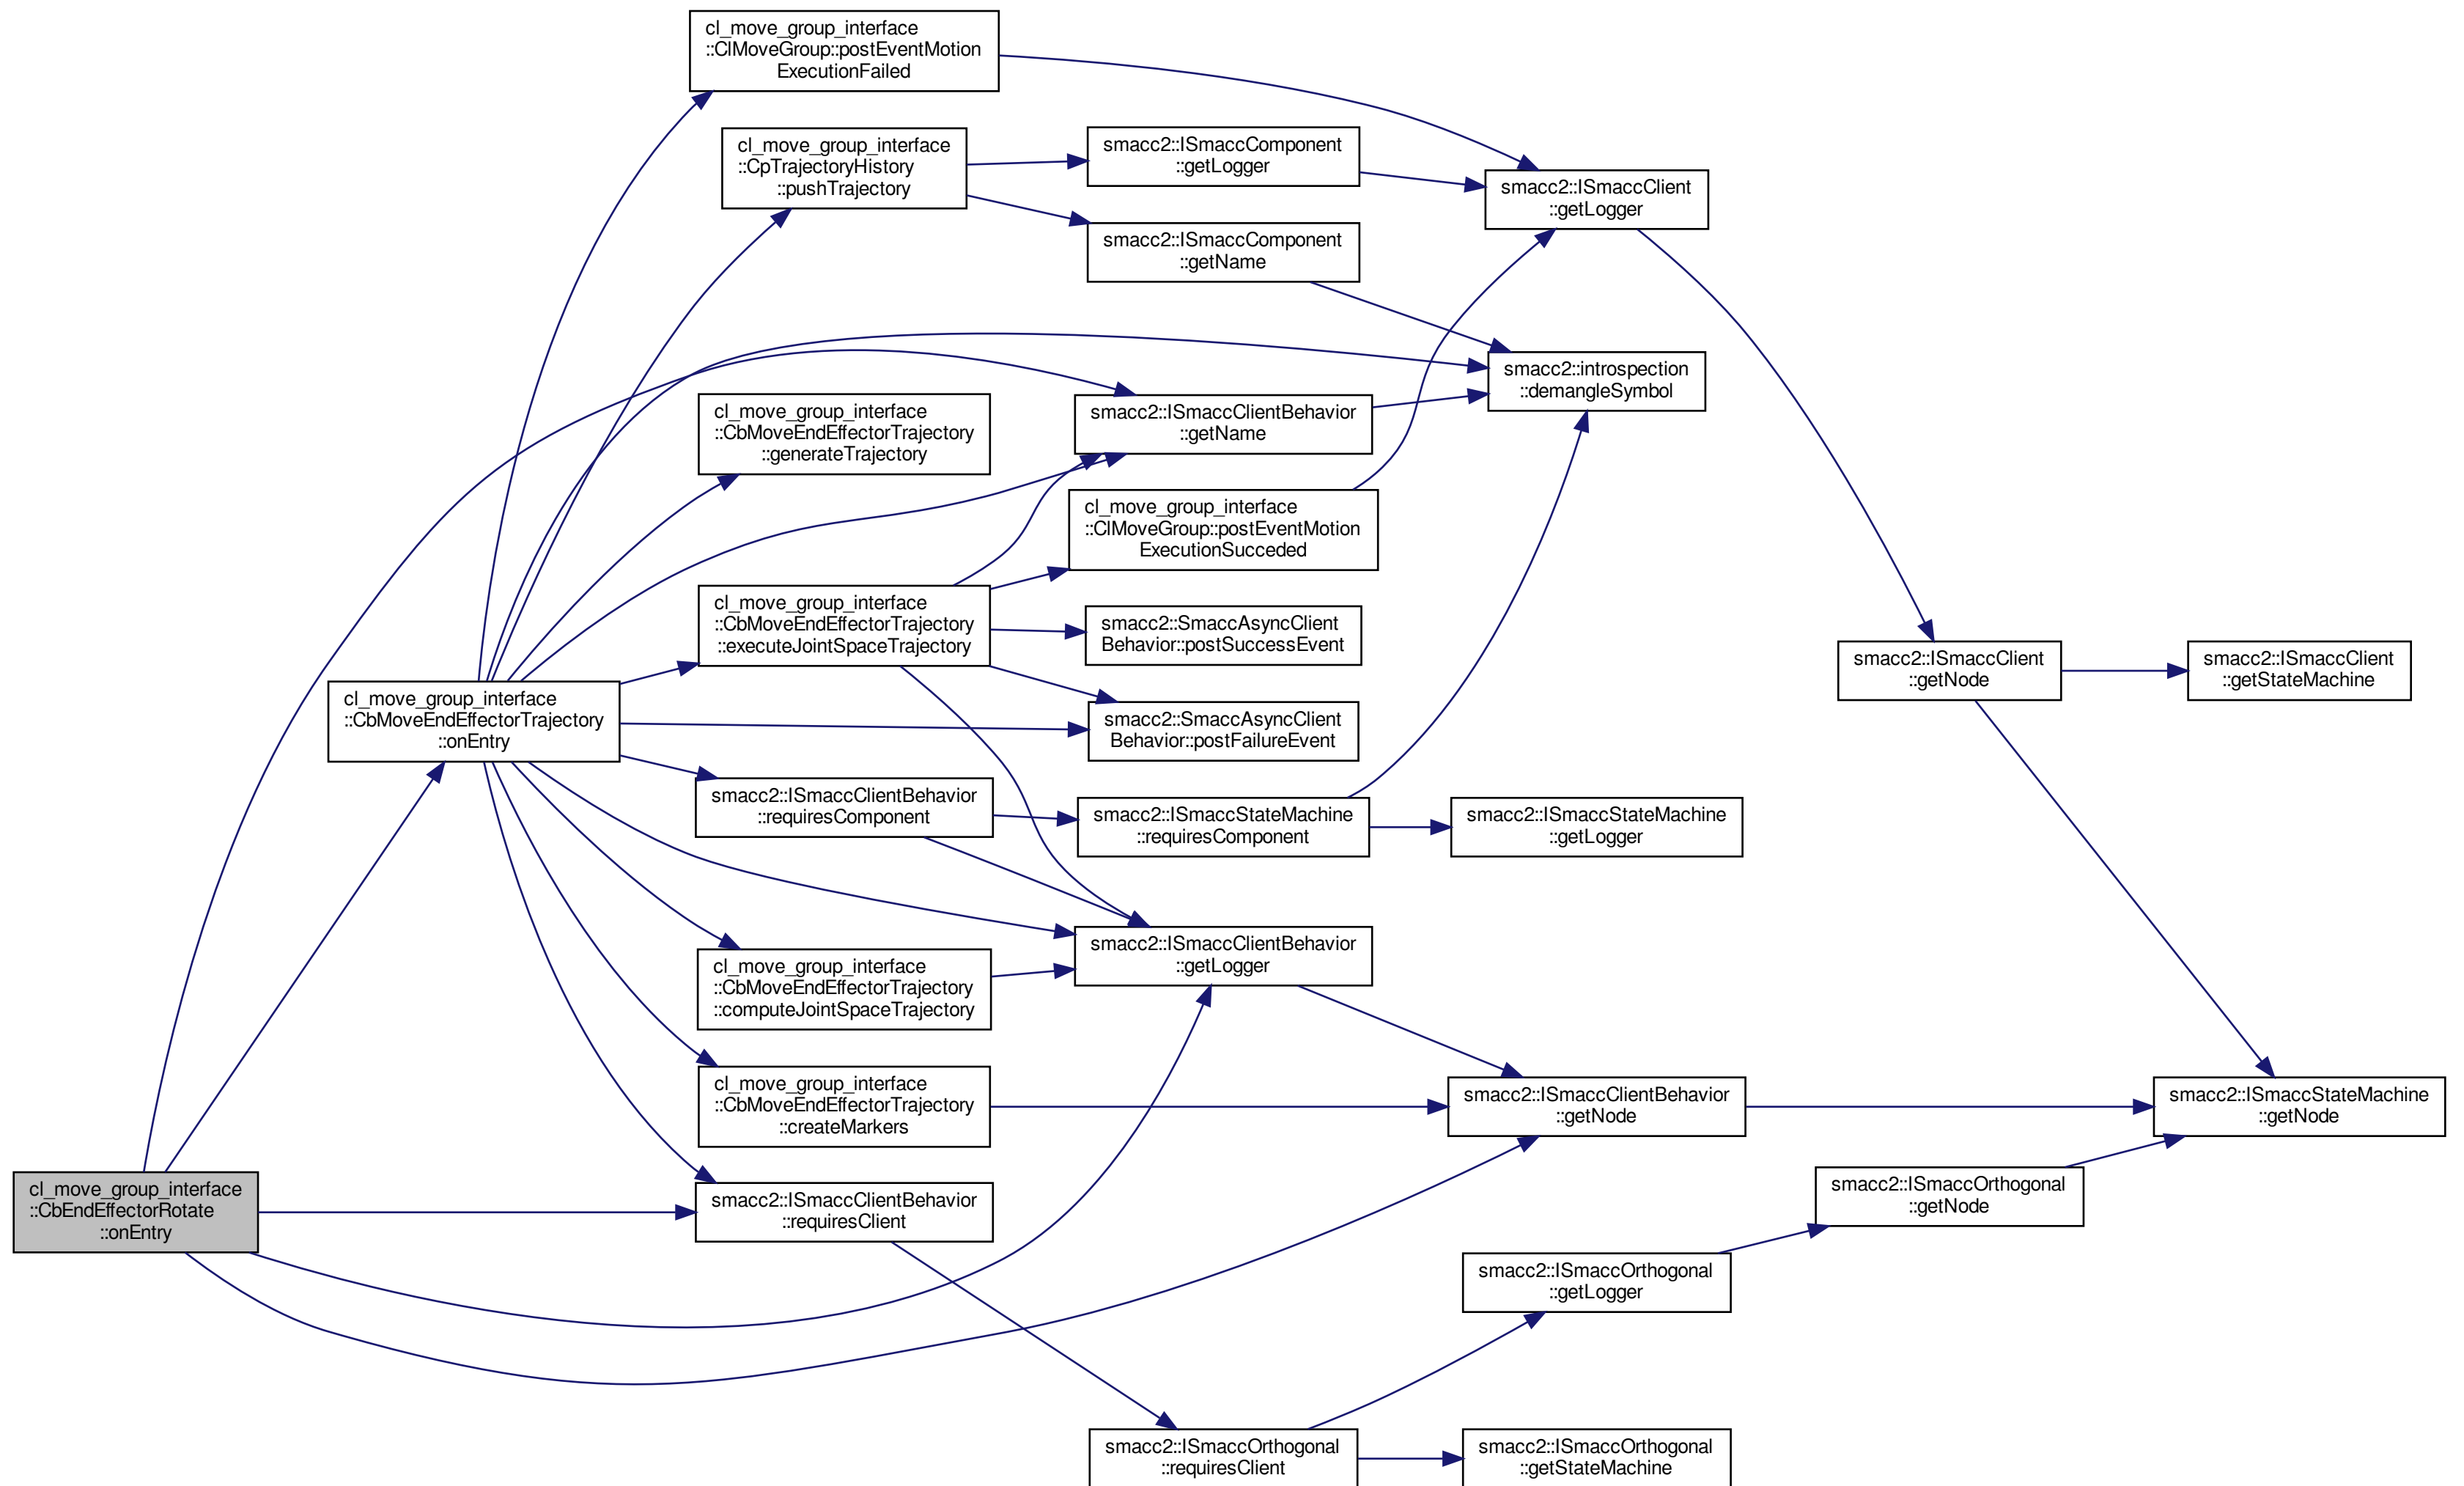 cl_move_group_interface
::ClMoveGroup::postEventMotion
ExecutionFailed
cl_move_group_interface
::CpTrajectoryHistory
::pushTrajectory
smacc2::ISmaccComponent
::getLogger
smacc2::ISmaccClient
::getLogger
smacc2::ISmaccComponent
::getName
smacc2::introspection
::demangleSymbol
cl_move_group_interface
::CbMoveEndEffectorTrajectory
::generateTrajectory
smacc2::ISmaccClientBehavior
::getName
cl_move_group_interface
::ClMoveGroup::postEventMotion
ExecutionSucceded
cl_move_group_interface
::CbMoveEndEffectorTrajectory
::executeJointSpaceTrajectory
smacc2::SmaccAsyncClient
Behavior::postSuccessEvent
smacc2::ISmaccClient
::getNode
smacc2::ISmaccClient
::getStateMachine
cl_move_group_interface
::CbMoveEndEffectorTrajectory
::onEntry
smacc2::SmaccAsyncClient
Behavior::postFailureEvent
smacc2::ISmaccClientBehavior
::requiresComponent
smacc2::ISmaccStateMachine
::requiresComponent
smacc2::ISmaccStateMachine
::getLogger
smacc2::ISmaccClientBehavior
::getLogger
cl_move_group_interface
::CbMoveEndEffectorTrajectory
::computeJointSpaceTrajectory
cl_move_group_interface
::CbMoveEndEffectorTrajectory
::createMarkers
smacc2::ISmaccClientBehavior
::getNode
smacc2::ISmaccStateMachine
::getNode
cl_move_group_interface
::CbEndEffectorRotate
::onEntry
smacc2::ISmaccClientBehavior
::requiresClient
smacc2::ISmaccOrthogonal
::getNode
smacc2::ISmaccOrthogonal
::getLogger
smacc2::ISmaccOrthogonal
::requiresClient
smacc2::ISmaccOrthogonal
::getStateMachine